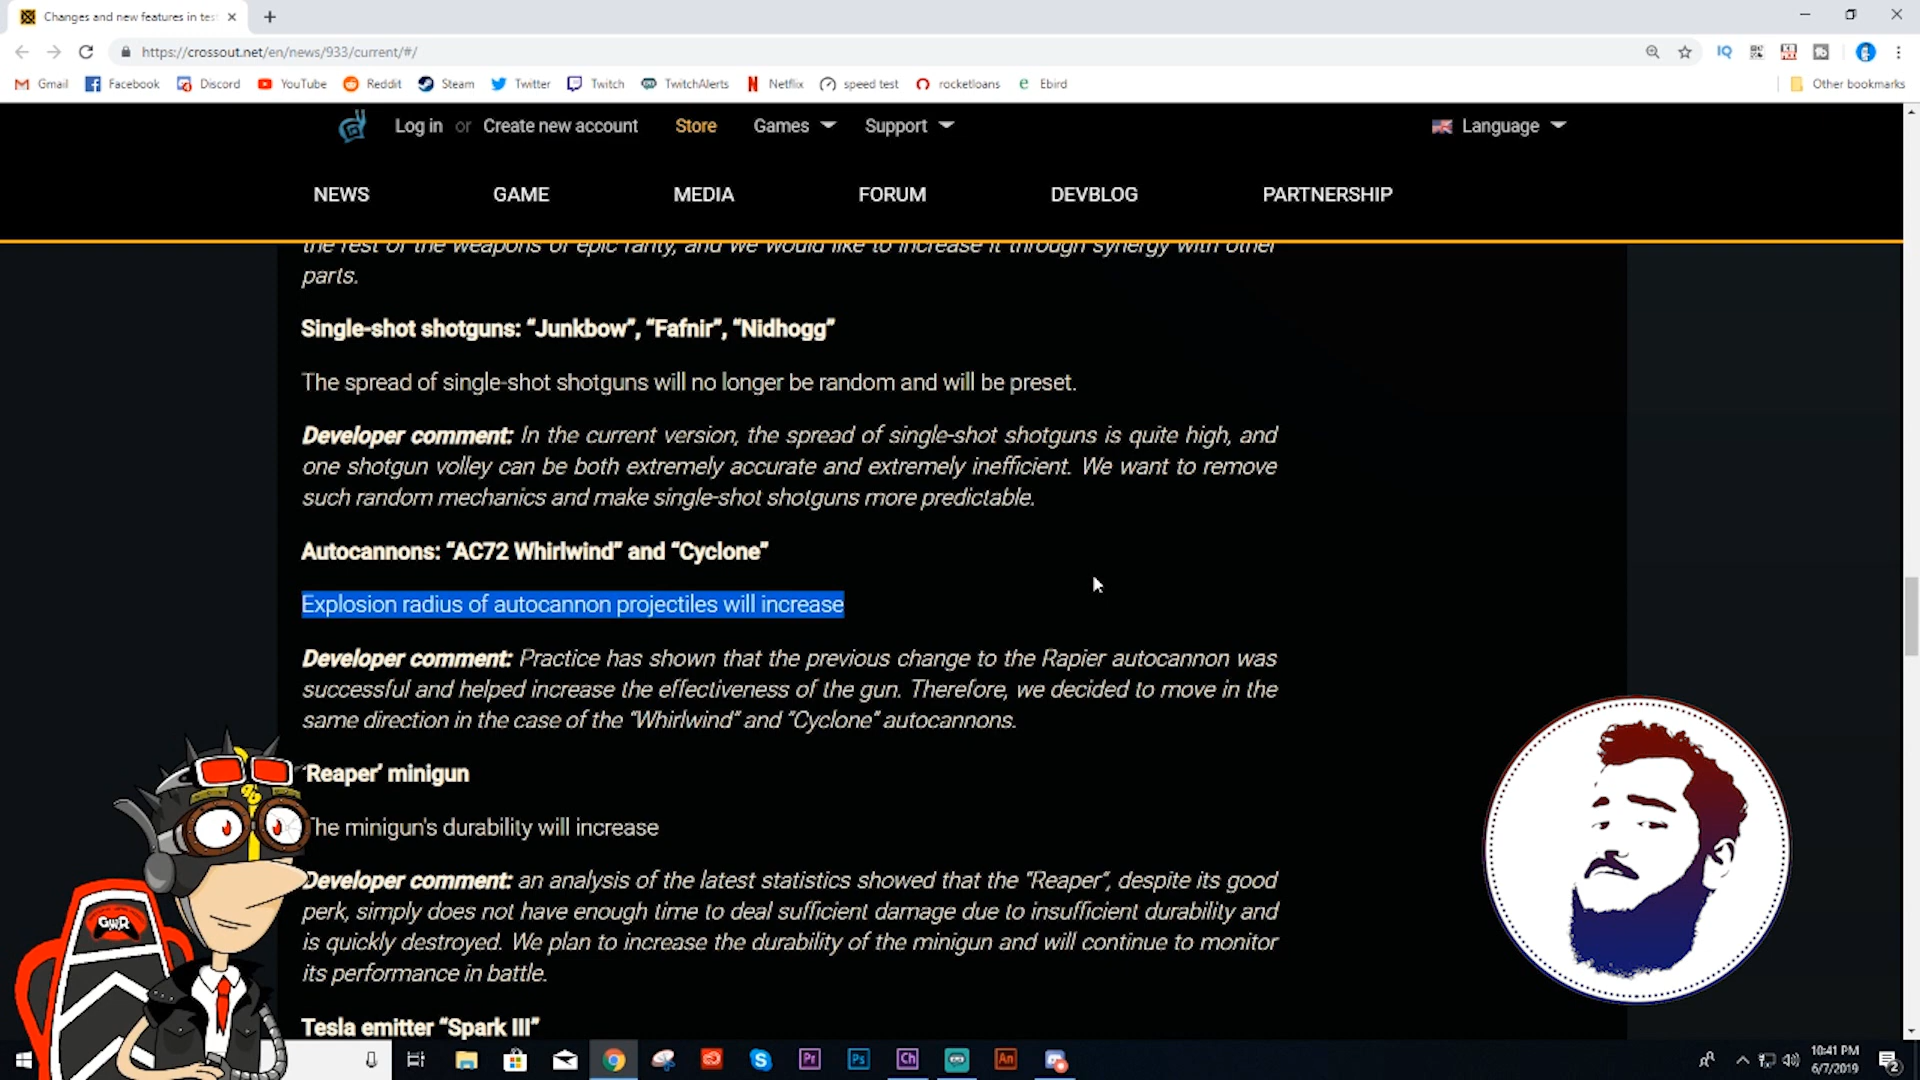 Changes and new features in tes
https://crossout.net/en/news/933/current/#/
Gmail Facebook Discord YouTube Reddit Steam Twitter Twitch TwitchAlerts Netflix speed test rocketloans Ebird Other bookmarks
Log in or Create new account Store Games Support Language
NEWS GAME MEDIA FORUM DEVBLOG PARTNERSHIP
the rest of the weapons of epic rarity, and we would like to increase it through synergy with other
parts.
Single-shot shotguns: “Junkbow”, “Fafnir”, “Nidhogg”
The spread of single-shot shotguns will no longer be random and will be preset.
Developer comment: In the current version, the spread of single-shot shotguns is quite high, and
one shotgun volley can be both extremely accurate and extremely inefficient. We want to remove
such random mechanics and make single-shot shotguns more predictable.
Autocannons: “AC72 Whirlwind” and “Cyclone”
Explosion radius of autocannon projectiles will increase
Developer comment: Practice has shown that the previous change to the Rapier autocannon was
successful and helped increase the effectiveness of the gun. Therefore, we decided to move in the
same direction in the case of the “Whirlwind” and “Cyclone” autocannons.
‘Reaper’ minigun
The minigun's durability will increase
Developer comment: an analysis of the latest statistics showed that the “Reaper”, despite its good
perk, simply does not have enough time to deal sufficient damage due to insufficient durability and
is quickly destroyed. We plan to increase the durability of the minigun and will continue to monitor
its performance in battle.
Tesla emitter “Spark III”
GWR
Pr Ps Ch An
10:41 PM
6/7/2019
2